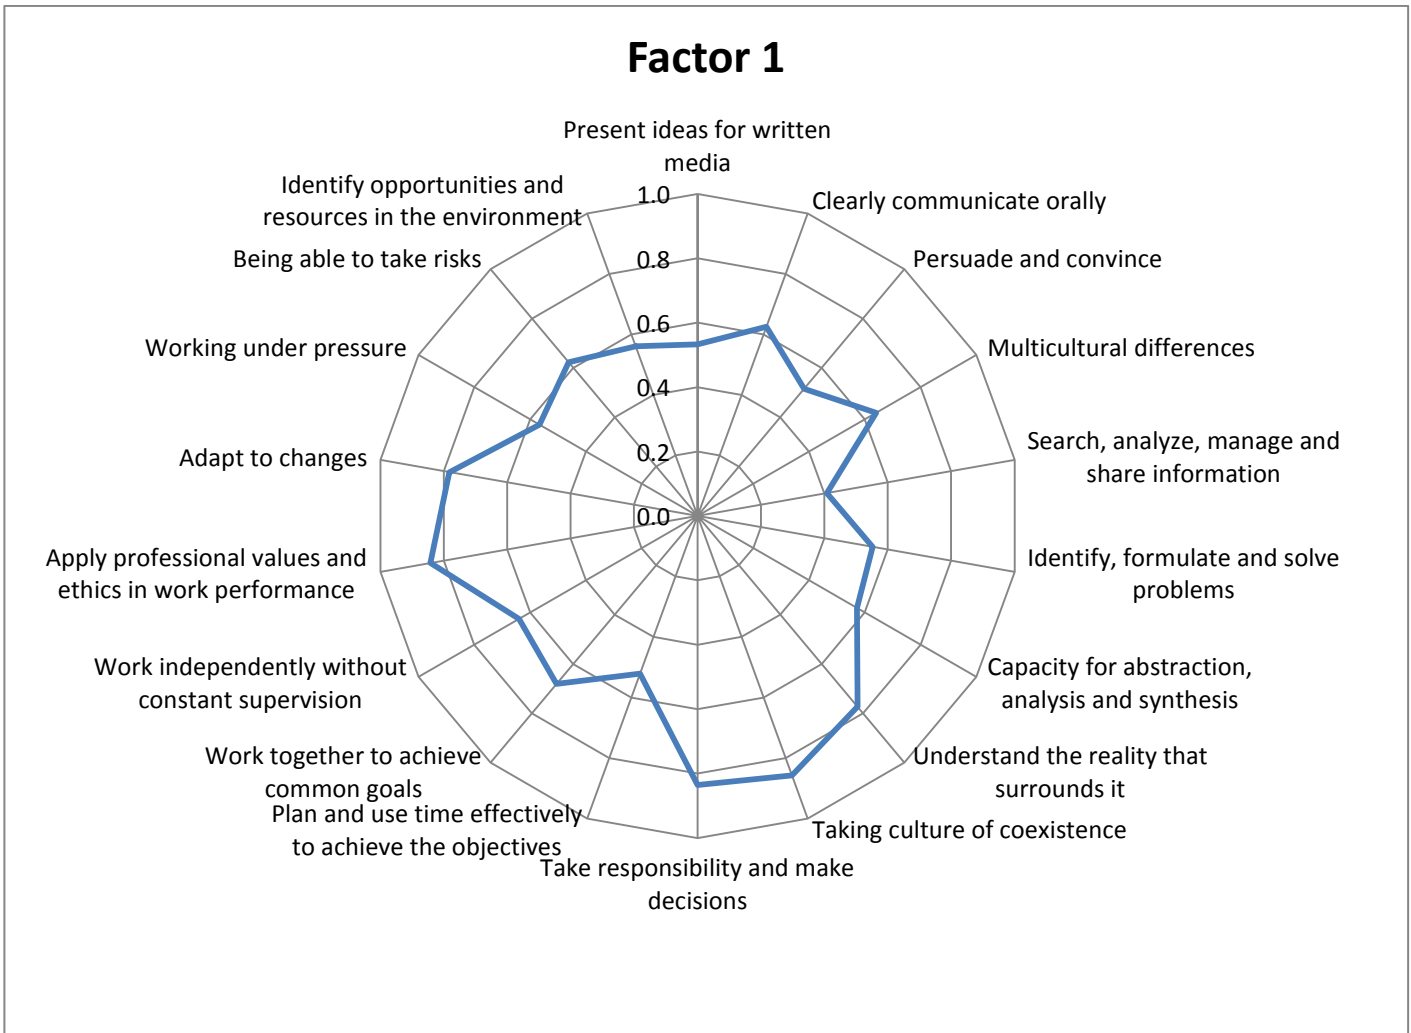 Factor 1
Present ideas for written
media
Clearly communicate orally
Persuade and convince
Multicultural differences
Search, analyze, manage and
share information
Identify, formulate and solve
problems
Capacity for abstraction,
analysis and synthesis
Understand the reality that
surrounds it
Taking culture of coexistence
Take responsibility and make
decisions
Plan and use time effectively
to achieve the objectives
Work together to achieve
common goals
Work independently without
constant supervision
Apply professional values and
ethics in work performance
Adapt to changes
Working under pressure
Being able to take risks
Identify opportunities and
resources in the environment
1.0
0.8
0.6
0.4
0.2
0.0